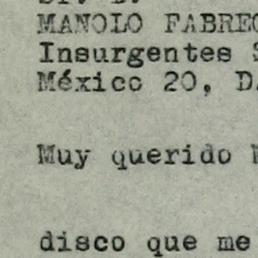 MANOLO FABREG
Insurgentes S
México 20, D.
Muy querido M
disco que me